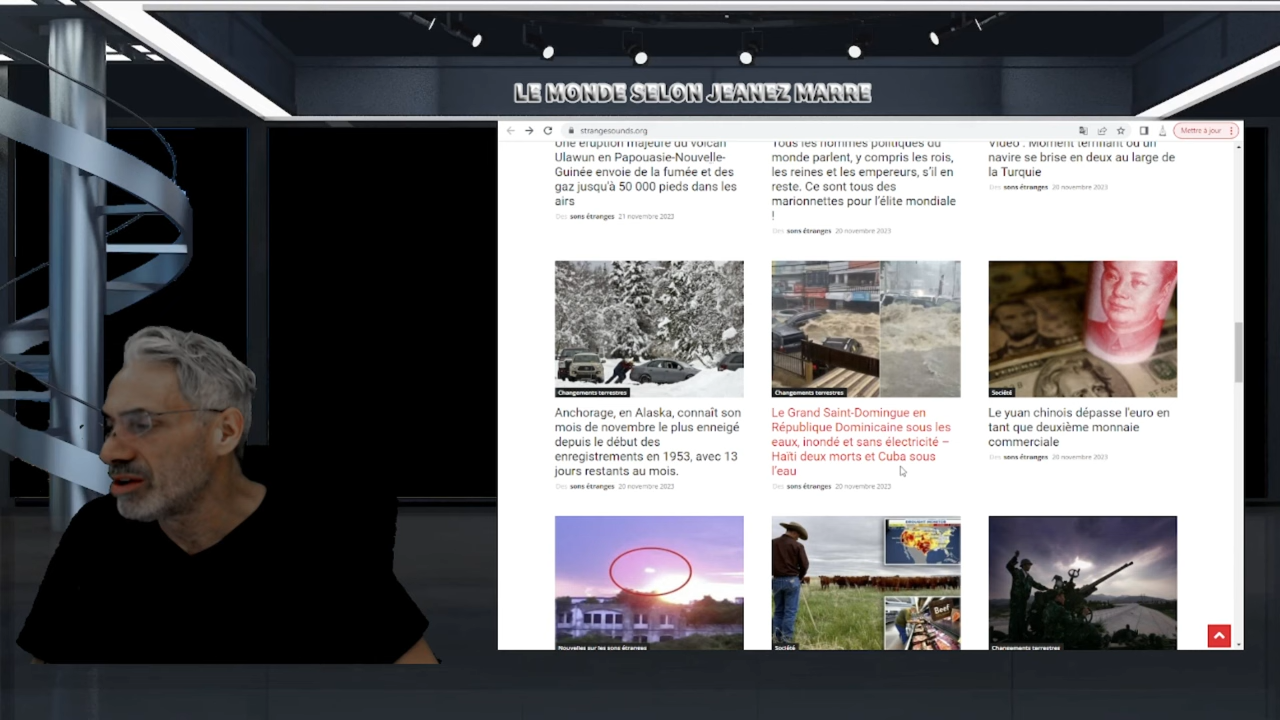 LE MONDE SELON JEANEZ MARRE
strangesounds.org
Mettre à jour
Une éruption majeure du volcan
Ulawun en Papouasie-Nouvelle-
Guinée envoie de la fumée et des
gaz jusqu'à 50 000 pieds dans les
airs
Des sons étranges 21 novembre 2023
Tous les hommes politiques du
monde parlent, y compris les rois,
les reines et les empereurs, s'il en
reste. Ce sont tous des
marionnettes pour l'élite mondiale
!
Des sons étranges 20 novembre 2023
Vidéo : Moment terrifiant où un
navire se brise en deux au large de
la Turquie
Des sons étranges 20 novembre 2023
Changements terrestres
Anchorage, en Alaska, connaît son
mois de novembre le plus enneigé
depuis le début des
enregistrements en 1953, avec 13
jours restants au mois.
Des sons étranges 20 novembre 2023
Changements terrestres
Le Grand Saint-Domingue en
République Dominicaine sous les
eaux, inondé et sans électricité –
Haïti deux morts et Cuba sous
l'eau
Des sons étranges 20 novembre 2023
Société
Le yuan chinois dépasse l'euro en
tant que deuxième monnaie
commerciale
Des sons étranges 20 novembre 2023
Nouvelles sur les sons étranges
Beef
Société
Changements terrestres